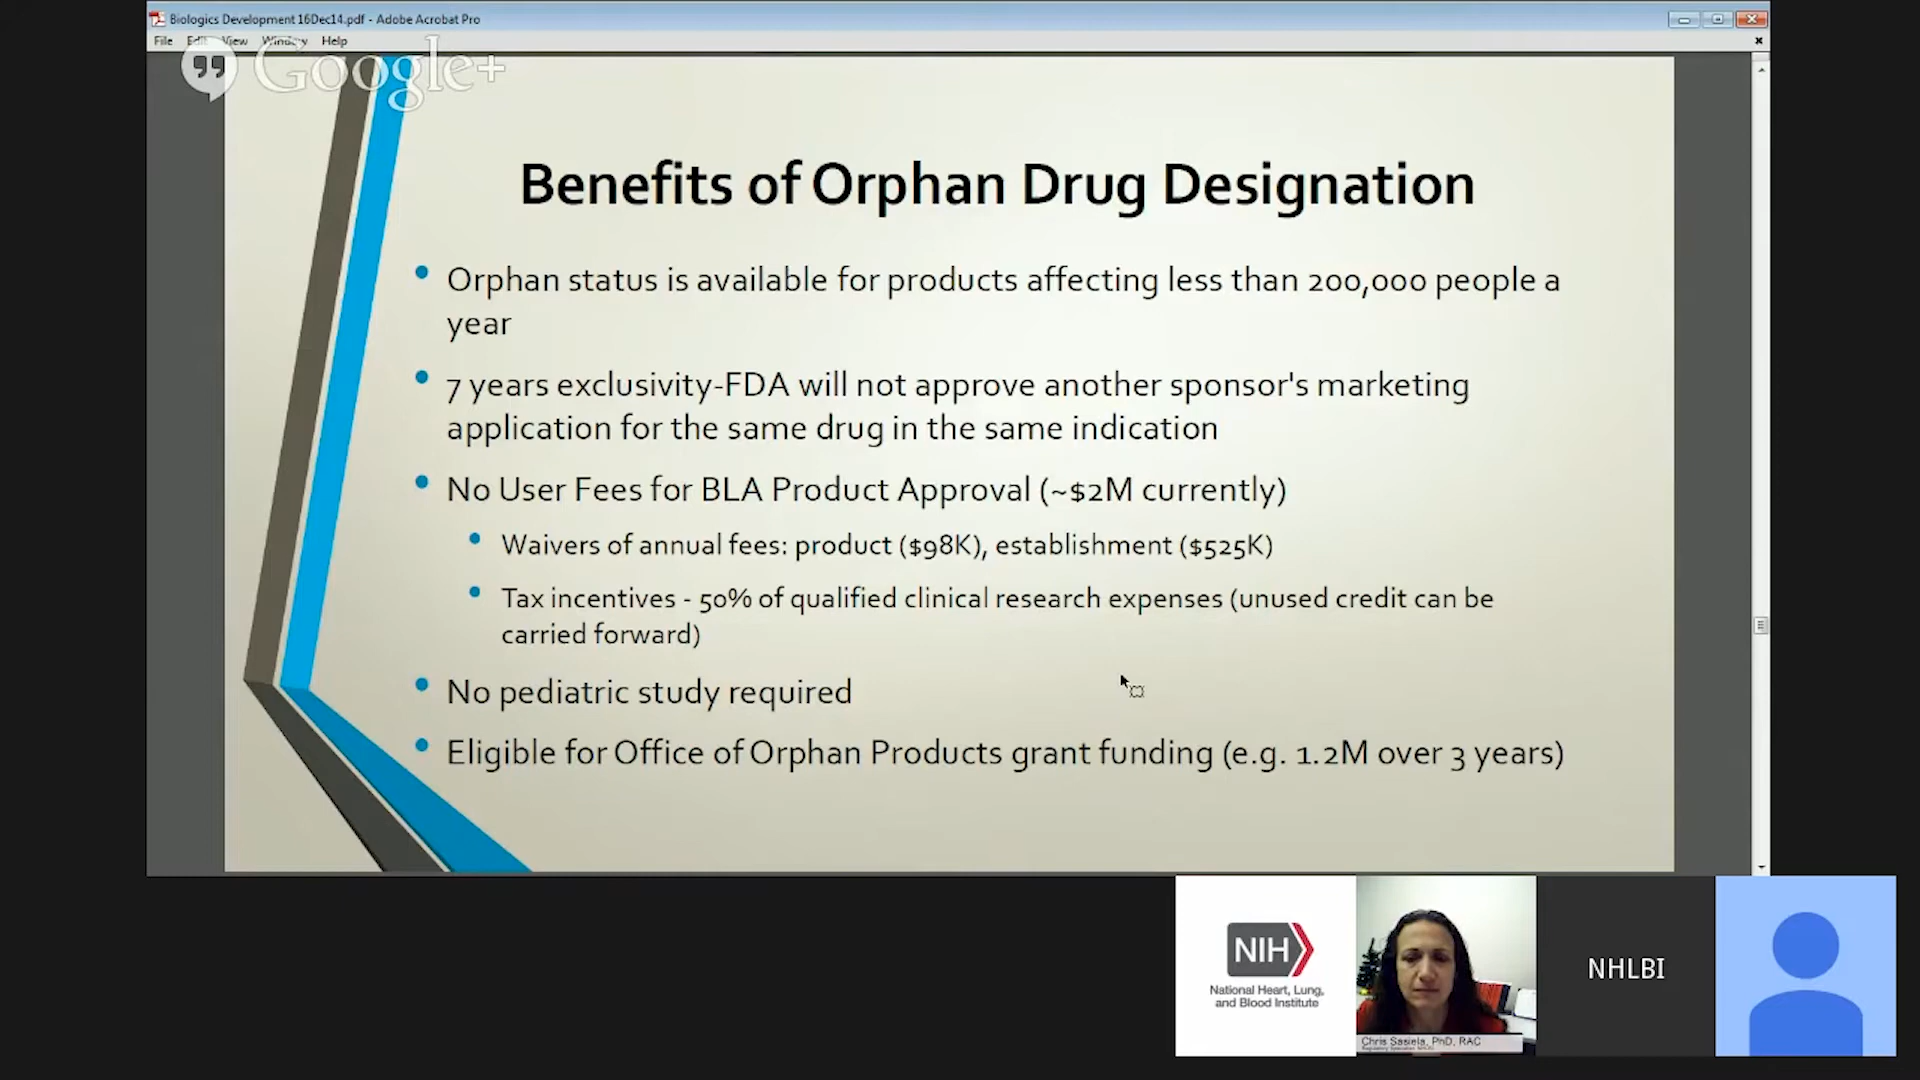 Biologics Development 16Dec14.pdf - Adobe Acrobat Pro
File Edit View Window Help
Google+
Benefits of Orphan Drug Designation
• Orphan status is available for products affecting less than 200,000 people a
year
• 7 years exclusivity-FDA will not approve another sponsor's marketing
application for the same drug in the same indication
• No User Fees for BLA Product Approval (~$2M currently)
• Waivers of annual fees: product ($98K), establishment ($525K)
• Tax incentives - 50% of qualified clinical research expenses (unused credit can be
carried forward)
• No pediatric study required
• Eligible for Office of Orphan Products grant funding (e.g. 1.2M over 3 years)
NIH
National Heart, Lung,
and Blood Institute
Chris Sasiela, PhD, RAC
NHLBI